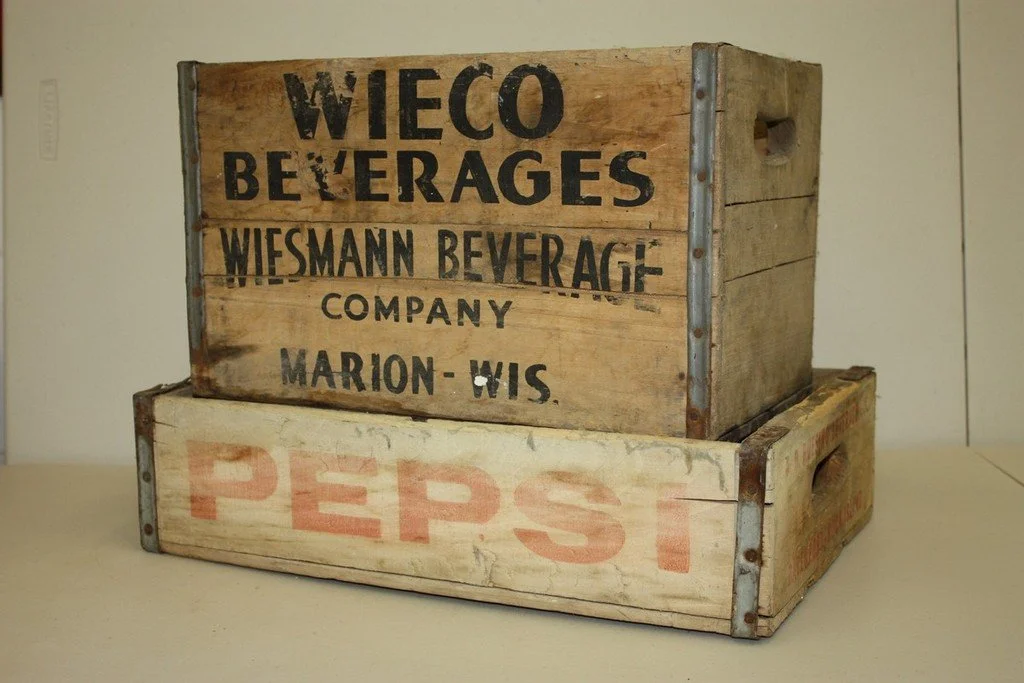 WIECO
BEVERAGES
WIESMANN BEVERAGE
COMPANY
MARION - WIS.
PEPSI